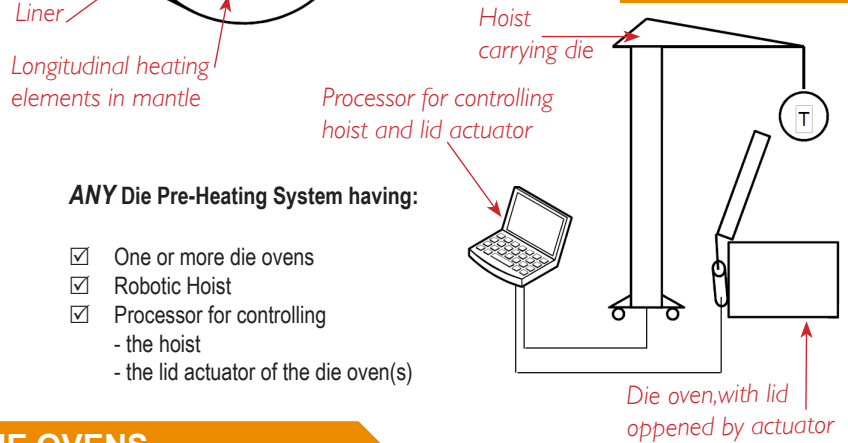 Liner
Longitudinal heating
elements in mantle
Hoist
carrying die
Processor for controlling
hoist and lid actuator
T
ANY Die Pre-Heating System having:
☑ One or more die ovens
☑ Robotic Hoist
☑ Processor for controlling
- the hoist
- the lid actuator of the die oven(s)
Die oven,with lid
oppened by actuator